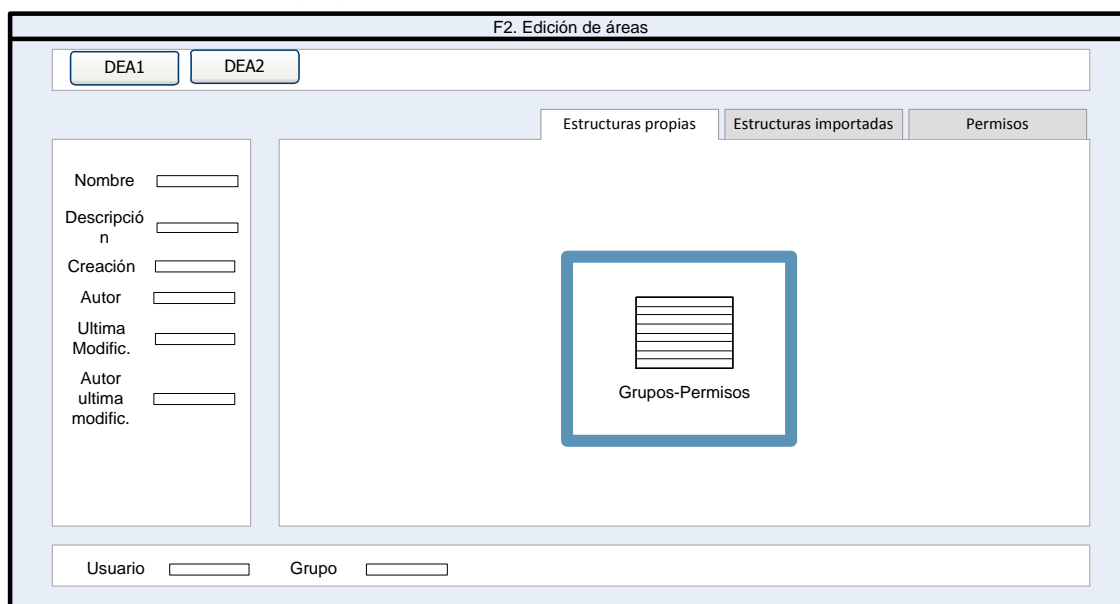 F2. Edición de áreas
DEA1
DEA2
Estructuras propias
Estructuras importadas
Permisos
Nombre
Descripció
n
Creación
Autor
Ultima
Modific.
Autor
ultima
modific.
Grupos-Permisos
Usuario
Grupo